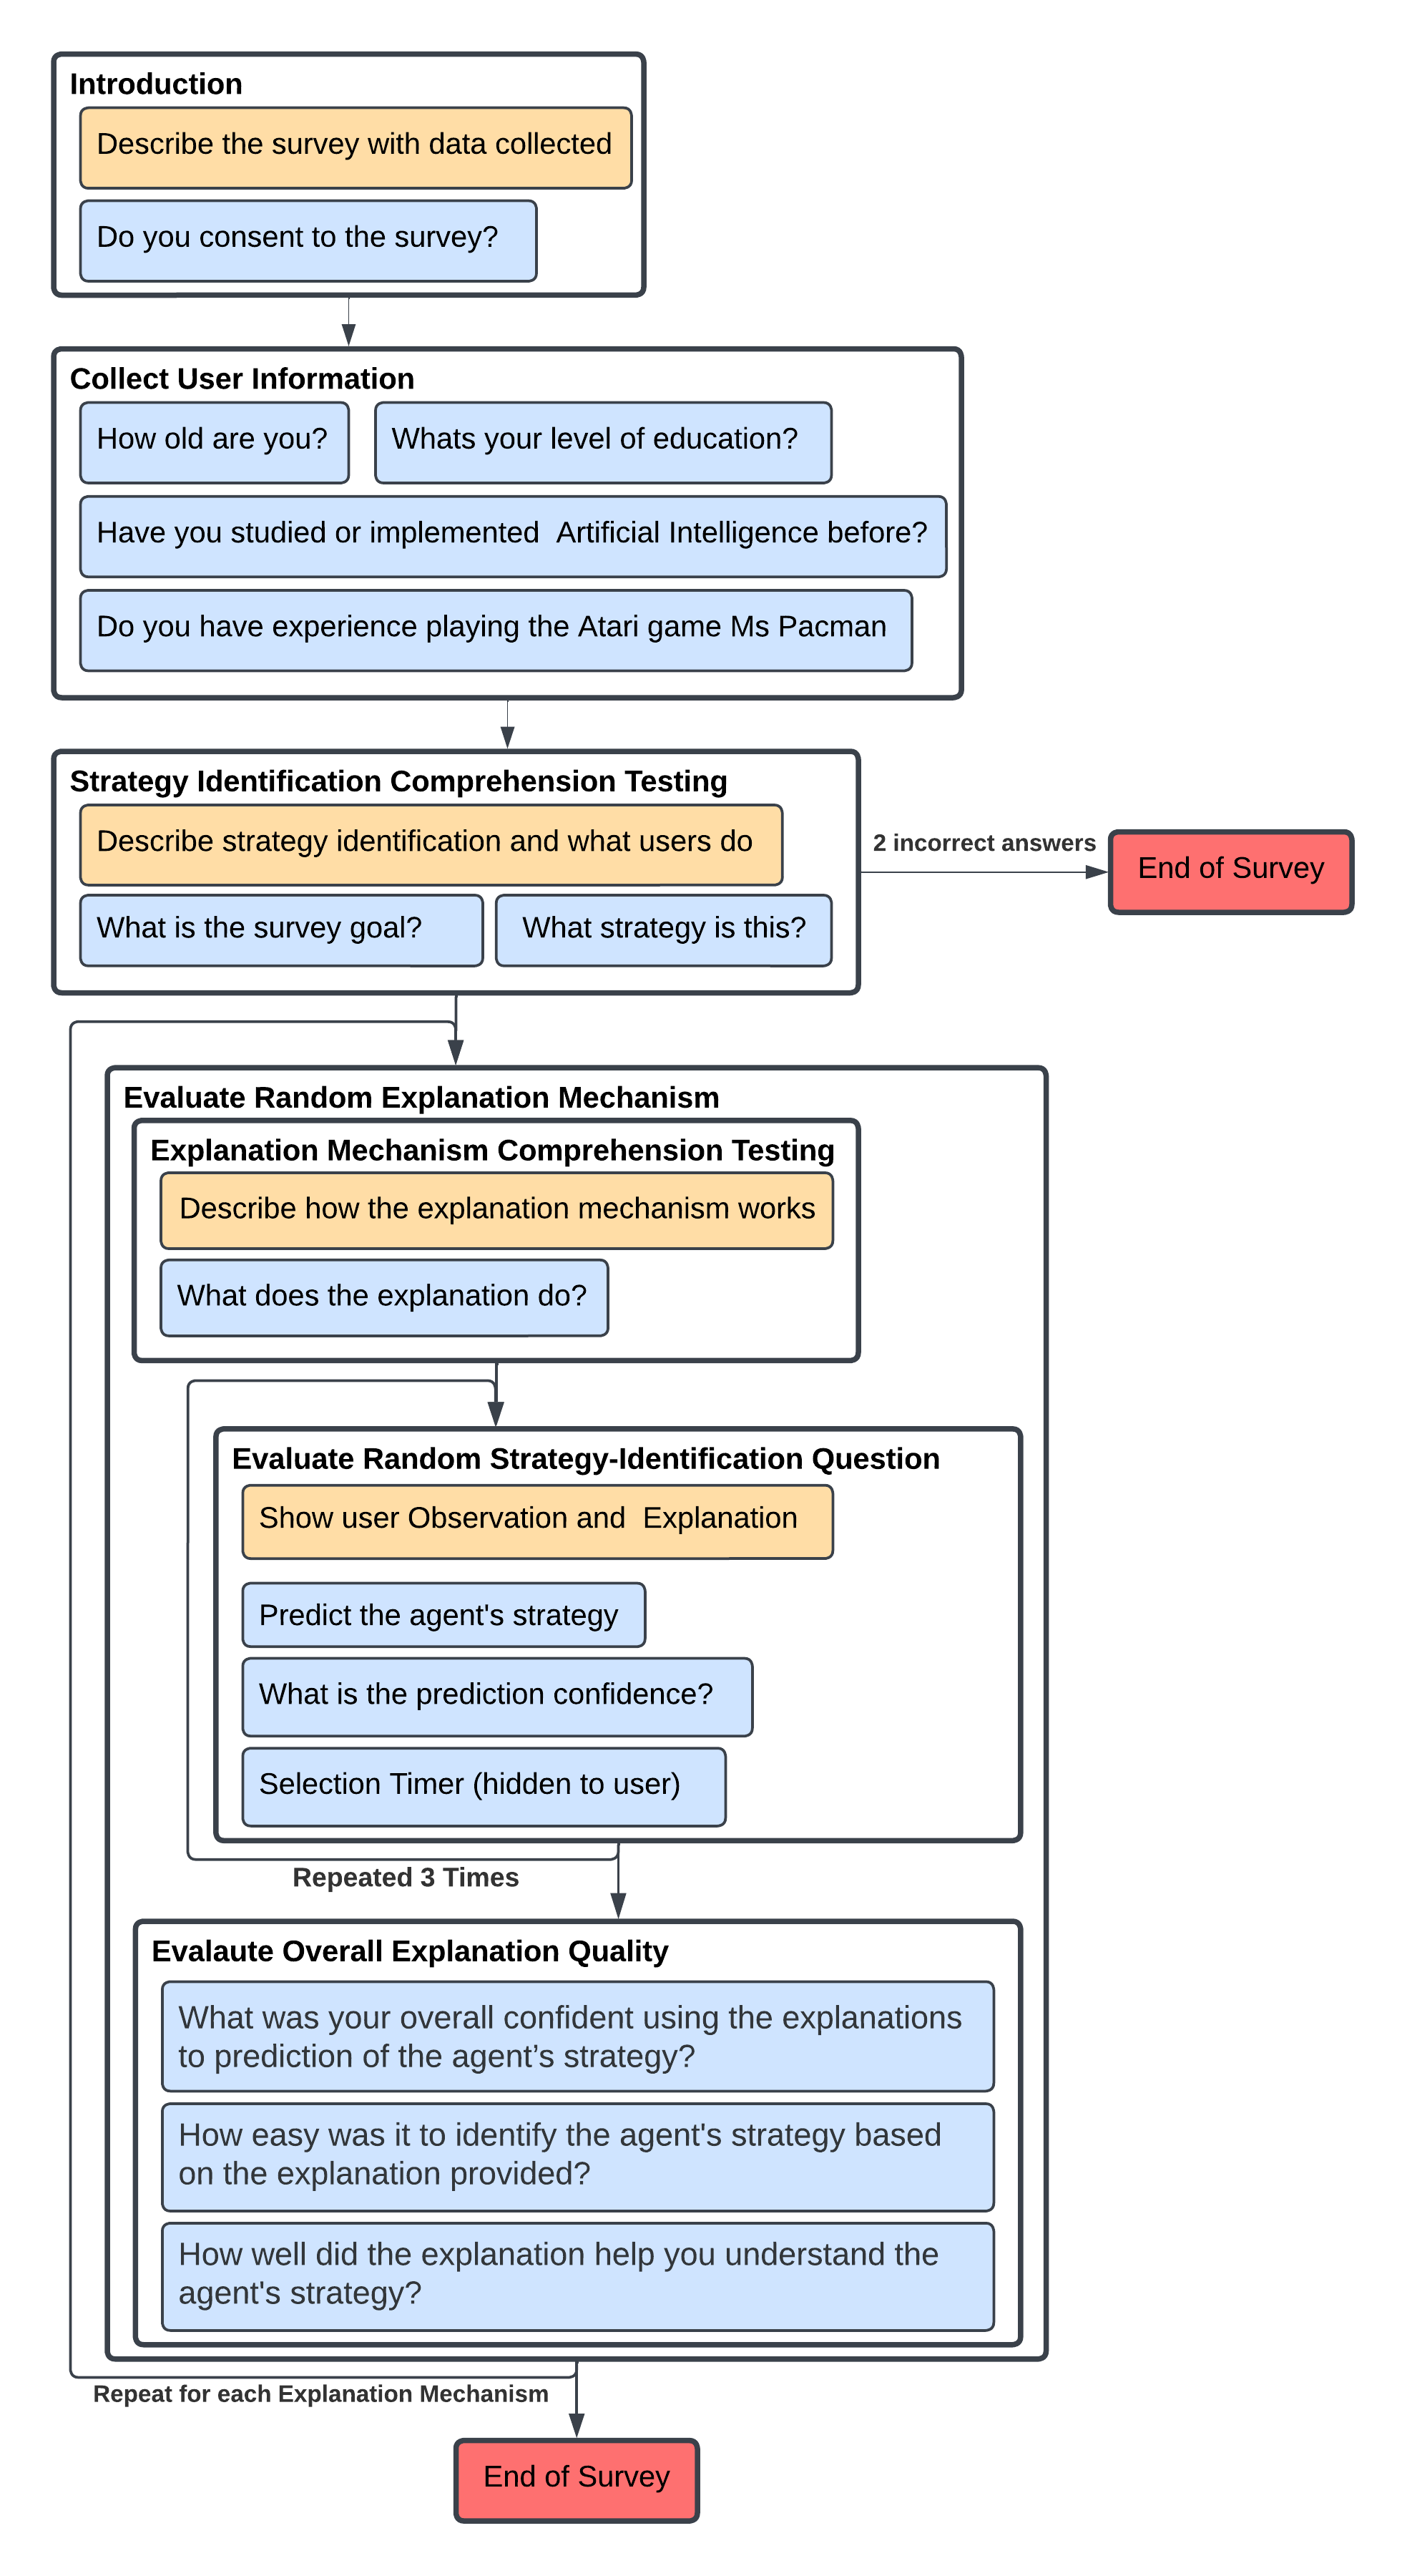 Introduction
Describe the survey with data collected
Do you consent to the survey?
Collect User Information
How old are you?
Whats your level of education?
Have you studied or implemented  Artificial Intelligence before?
Do you have experience playing the Atari game Ms Pacman
Strategy Identification Comprehension Testing
Describe strategy identification and what users do
What is the survey goal?
What strategy is this?
2 incorrect answers
End of Survey
Evaluate Random Explanation Mechanism
Explanation Mechanism Comprehension Testing
Describe how the explanation mechanism works
What does the explanation do?
Evaluate Random Strategy-Identification Question
Show user Observation and  Explanation
Predict the agent's strategy
What is the prediction confidence?
Selection Timer (hidden to user)
Repeated 3 Times
Evalaute Overall Explanation Quality
What was your overall confident using the explanations
to prediction of the agent’s strategy?
How easy was it to identify the agent's strategy based
on the explanation provided?
How well did the explanation help you understand the
agent's strategy?
Repeat for each Explanation Mechanism
End of Survey